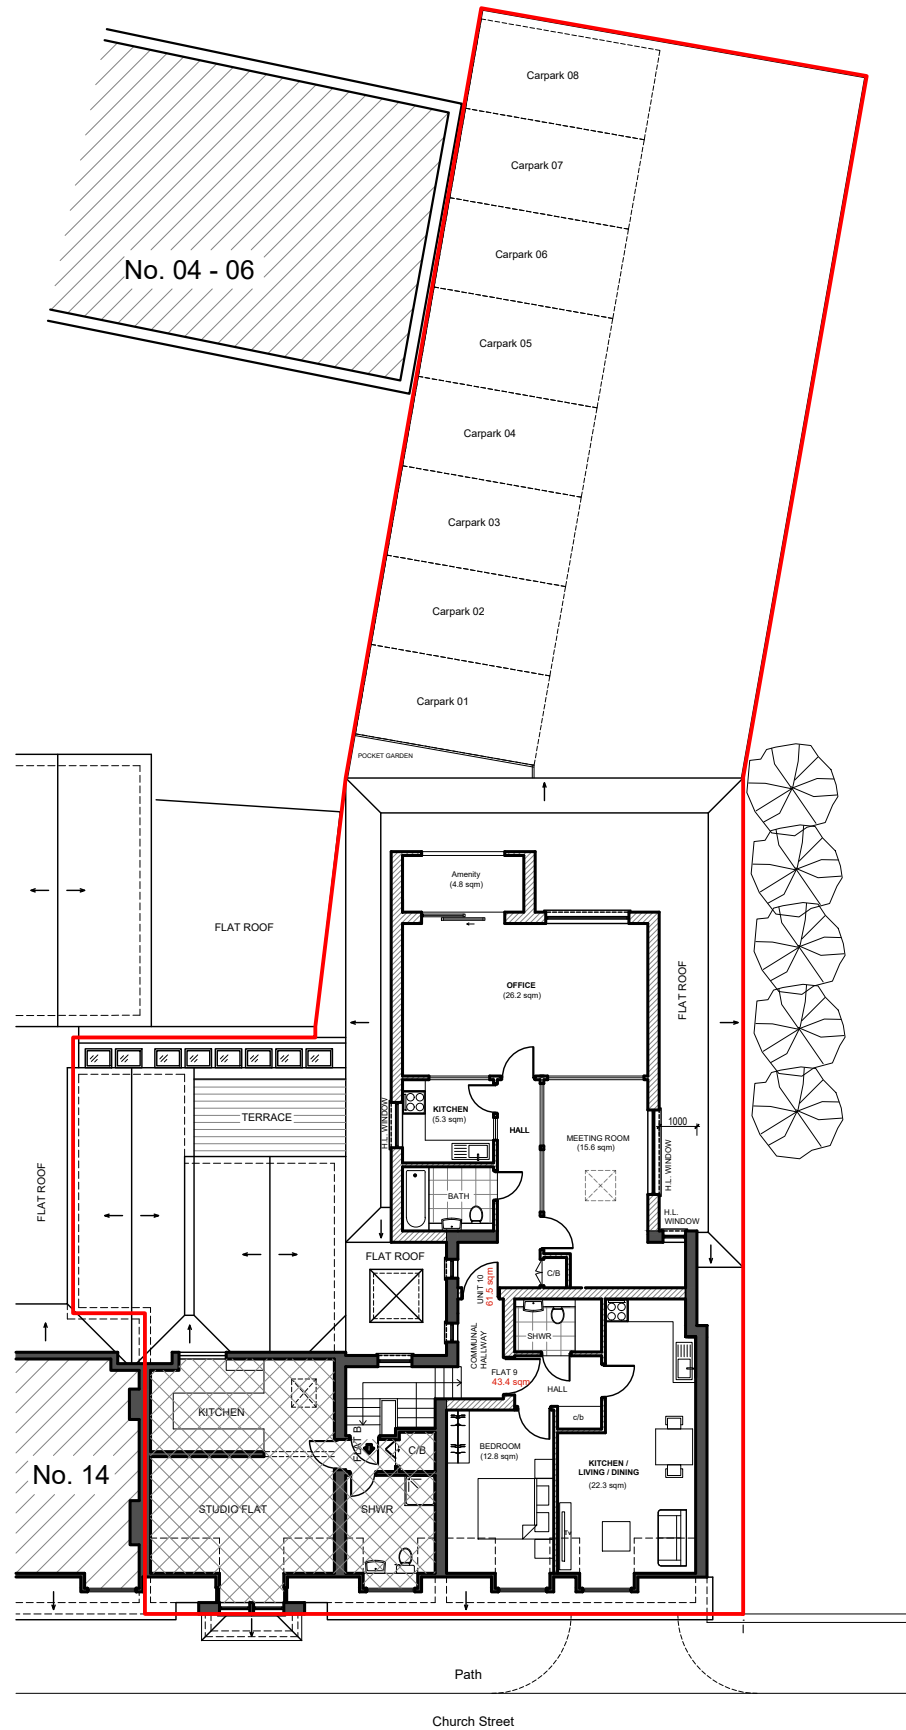 Carpark 08
Carpark 07
No. 04 - 06
Carpark 06
Carpark 05
Carpark 04
Carpark 03
Carpark 02
Carpark 01
POCKET GARDEN
Amenity
(4.8 sqm)
FLAT ROOF
OFFICE
(26.2 sqm)
FLAT ROOF
TERRACE
H.L. WINDOW
KITCHEN
(5.3 sqm)
HALL
MEETING ROOM
(15.6 sqm)
1000
H.L. WINDOW
FLAT ROOF
BATH
H.L.
WINDOW
FLAT ROOF
C/B
UNIT 10
61.5 sqm
COMMUNAL
HALLWAY
SHWR
FLAT 9
43.4 sqm
HALL
KITCHEN
c/b
FLAT B
C/B
BEDROOM
(12.8 sqm)
KITCHEN /
LIVING / DINING
(22.3 sqm)
No. 14
STUDIO FLAT
SHWR
TV
Path
Church Street